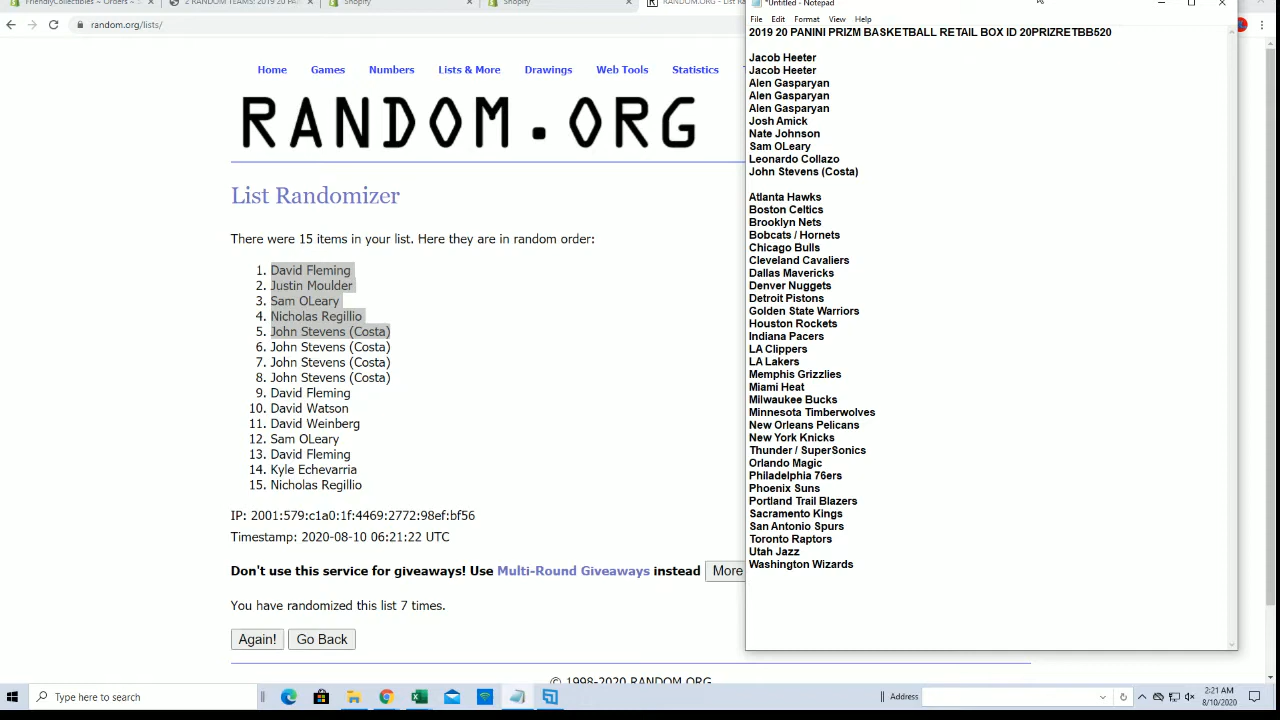 FriendlyCollectibles ~ Orders ~ S
2 RANDOM TEAMS: 2019 20 PAN
Shopify
Shopify
RANDOM.ORG - List R
random.org/lists/
Home Games Numbers Lists & More Drawings Web Tools Statistics
RANDOM.ORG
List Randomizer
There were 15 items in your list. Here they are in random order:
1. David Fleming
2. Justin Moulder
3. Sam OLeary
4. Nicholas Regillio
5. John Stevens (Costa)
6. John Stevens (Costa)
7. John Stevens (Costa)
8. John Stevens (Costa)
9. David Fleming
10. David Watson
11. David Weinberg
12. Sam OLeary
13. David Fleming
14. Kyle Echevarria
15. Nicholas Regillio
IP: 2001:579:c1a0:1f:4469:2772:98ef:bf56
Timestamp: 2020-08-10 06:21:22 UTC
Don't use this service for giveaways! Use Multi-Round Giveaways instead More
You have randomized this list 7 times.
Again! Go Back
© 1998-2020 RANDOM.ORG
*Untitled - Notepad
File Edit Format View Help
2019 20 PANINI PRIZM BASKETBALL RETAIL BOX ID 20PRIZRETBB520
Jacob Heeter
Jacob Heeter
Alen Gasparyan
Alen Gasparyan
Alen Gasparyan
Josh Amick
Nate Johnson
Sam OLeary
Leonardo Collazo
John Stevens (Costa)
Atlanta Hawks
Boston Celtics
Brooklyn Nets
Bobcats / Hornets
Chicago Bulls
Cleveland Cavaliers
Dallas Mavericks
Denver Nuggets
Detroit Pistons
Golden State Warriors
Houston Rockets
Indiana Pacers
LA Clippers
LA Lakers
Memphis Grizzlies
Miami Heat
Milwaukee Bucks
Minnesota Timberwolves
New Orleans Pelicans
New York Knicks
Thunder / SuperSonics
Orlando Magic
Philadelphia 76ers
Phoenix Suns
Portland Trail Blazers
Sacramento Kings
San Antonio Spurs
Toronto Raptors
Utah Jazz
Washington Wizards
Type here to search
Address
2:21 AM
8/10/2020